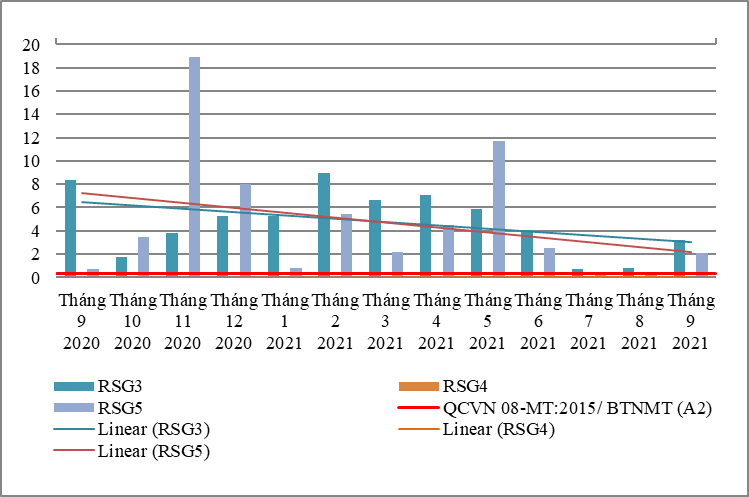 20
18
16
14
12
10
8
6
4
2
0
Tháng Tháng Tháng Tháng Tháng Tháng Tháng Tháng Tháng Tháng Tháng Tháng Tháng
9 10 11 12 1 2 3 4 5 6 7 8 9
2020 2020 2020 2020 2021 2021 2021 2021 2021 2021 2021 2021 2021
RSG3 RSG4
RSG5 QCVN 08-MT:2015/ BTNMT (A2)
Linear (RSG3) Linear (RSG4)
Linear (RSG5)